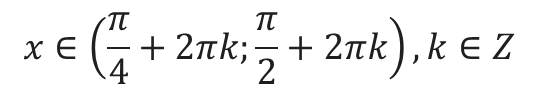 x ∈ (π/4 + 2πk; π/2 + 2πk), k ∈ Z